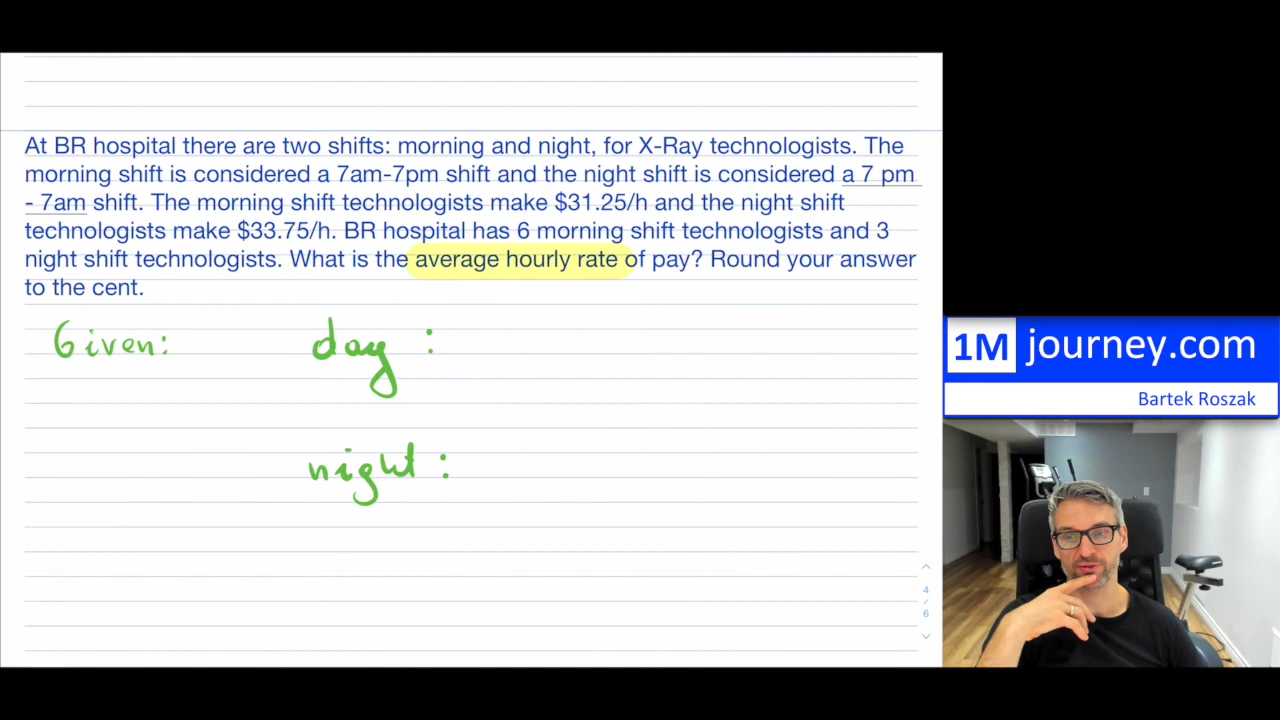 At BR hospital there are two shifts: morning and night, for X-Ray technologists. The
morning shift is considered a 7am-7pm shift and the night shift is considered a 7 pm
- 7am shift. The morning shift technologists make $31.25/h and the night shift
technologists make $33.75/h. BR hospital has 6 morning shift technologists and 3
night shift technologists. What is the average hourly rate of pay? Round your answer
to the cent.
Given: day :
night :
4
/
6
1M journey.com
Bartek Roszak